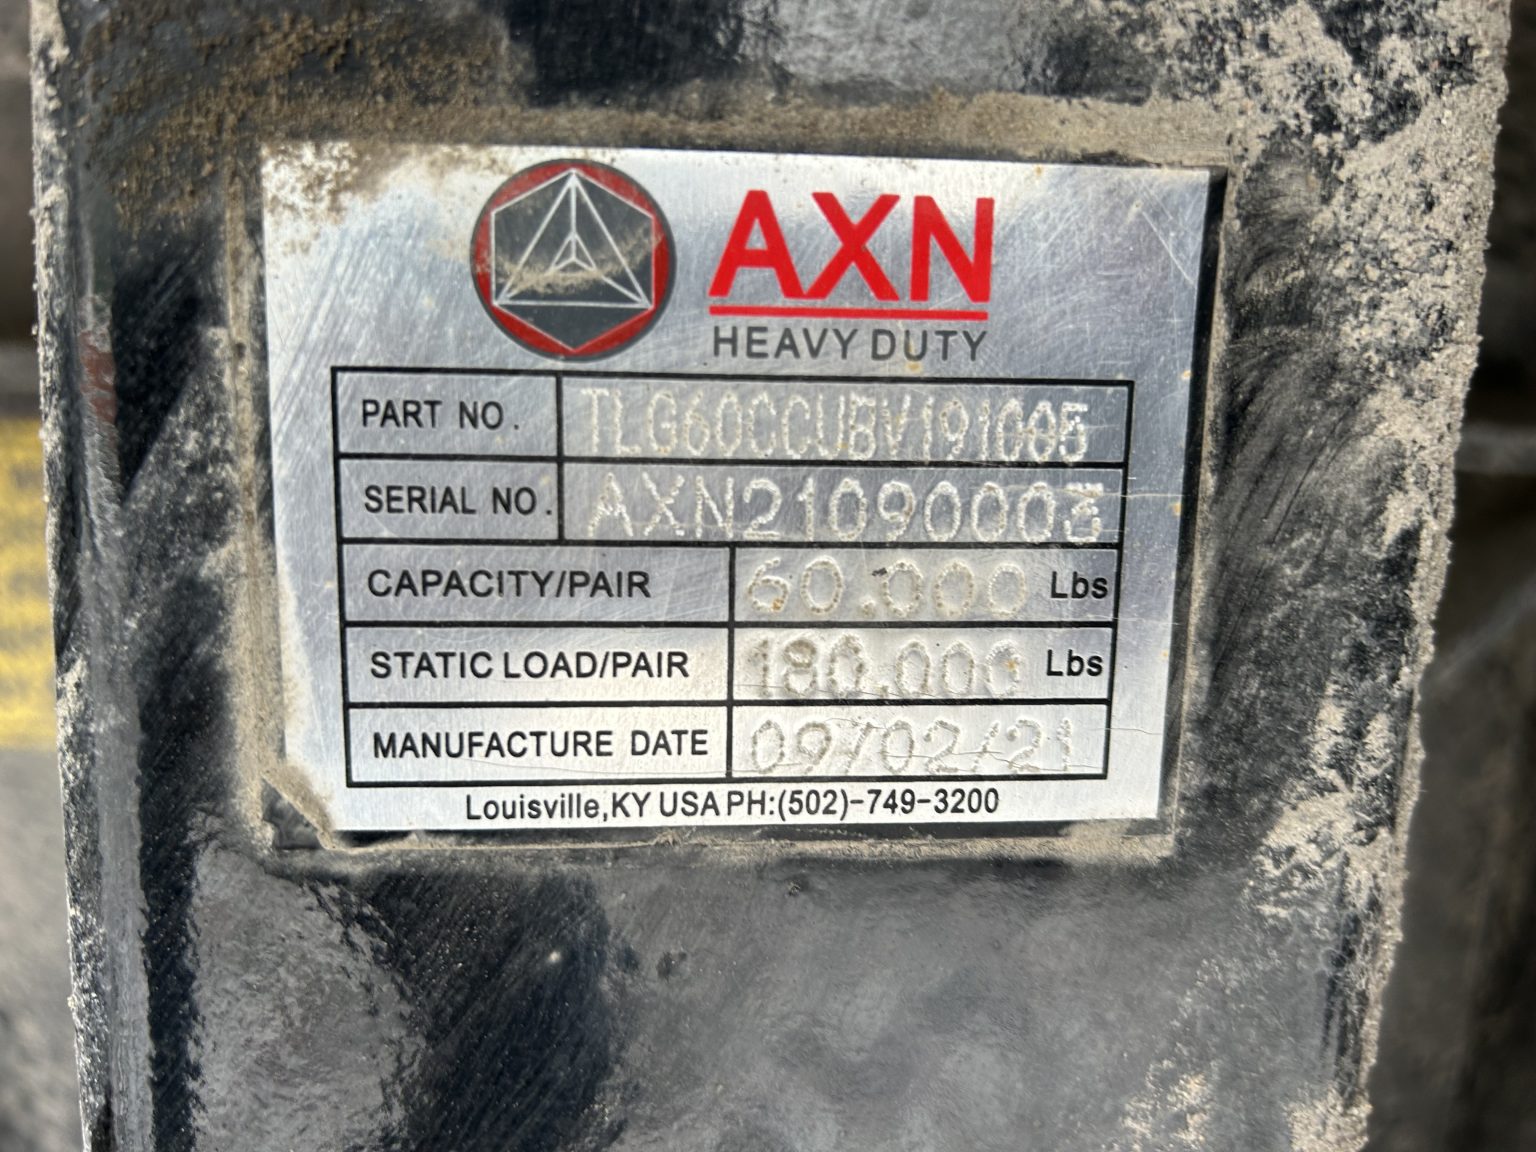 AXN
HEAVY DUTY
PART NO. TLG60CCUBV191005
SERIAL NO. AXN21090003
CAPACITY/PAIR 60.000 Lbs
STATIC LOAD/PAIR 180.000 Lbs
MANUFACTURE DATE 09/02/21
Louisville,KY USA PH:(502)-749-3200